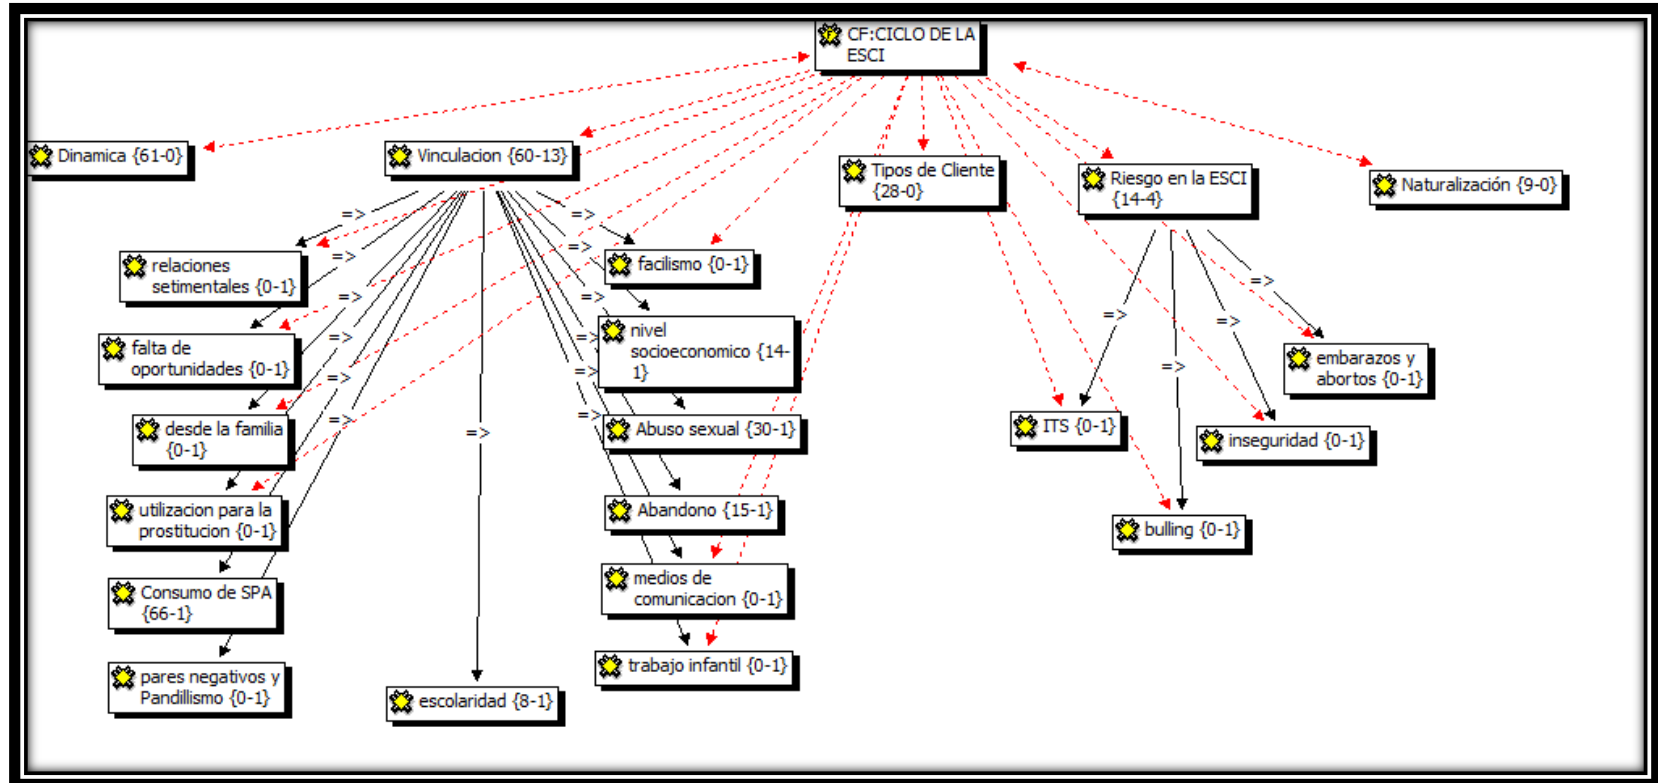 CF:CICLO DE LA
ESCI
Dinamica {61-0}
Vinculacion {60-13}
Tipos de Cliente
{28-0}
Riesgo en la ESCI
{14-4}
Naturalización {9-0}
=>
=>
=>
=>
=>
=>
=>
=>
=>
=>
=>
=>
=>
relaciones
setimentales {0-1}
facilismo {0-1}
falta de
oportunidades {0-1}
nivel
socioeconomico {14-
1}
desde la familia
{0-1}
Abuso sexual {30-1}
utilizacion para la
prostitucion {0-1}
Abandono {15-1}
Consumo de SPA
{66-1}
medios de
comunicacion {0-1}
pares negativos y
Pandillismo {0-1}
escolaridad {8-1}
trabajo infantil {0-1}
=>
=>
=>
=>
embarazos y
abortos {0-1}
ITS {0-1}
inseguridad {0-1}
bulling {0-1}